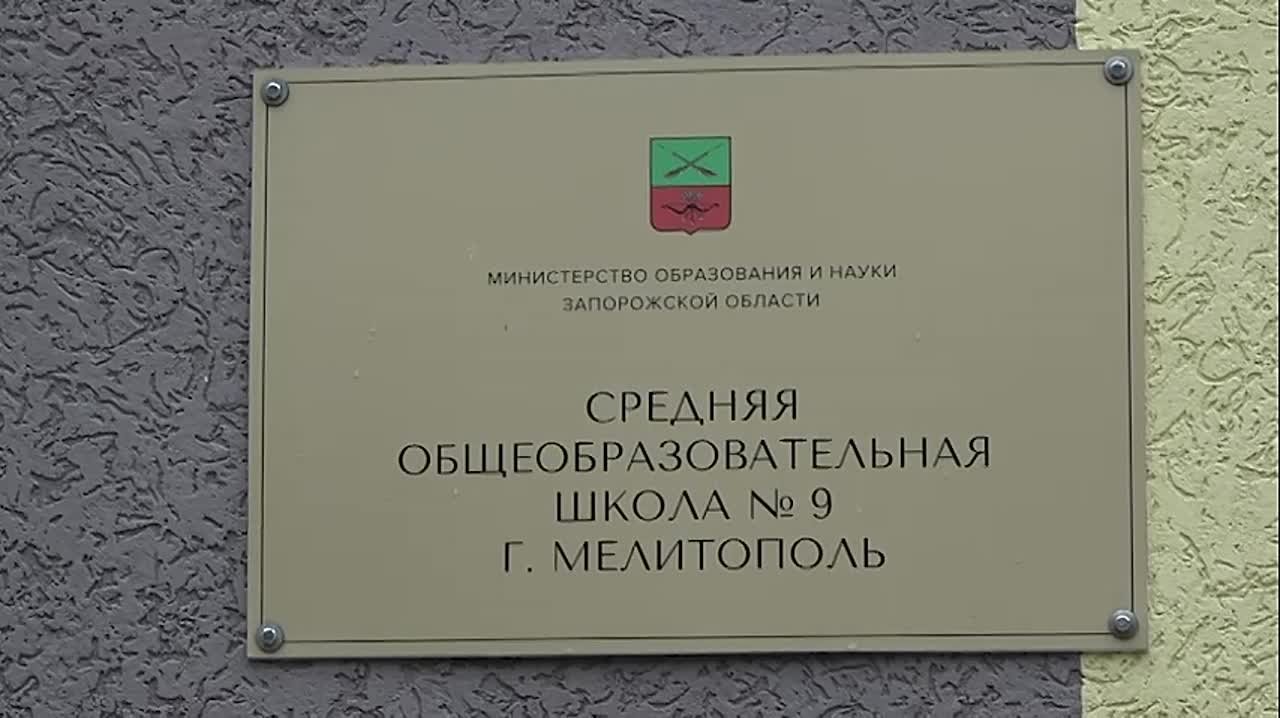 МИНИСТЕРСТВО ОБРАЗОВАНИЯ И НАУКИ
ЗАПОРОЖСКОЙ ОБЛАСТИ
СРЕДНЯЯ
ОБЩЕОБРАЗОВАТЕЛЬНАЯ
ШКОЛА № 9
Г. МЕЛИТОПОЛЬ